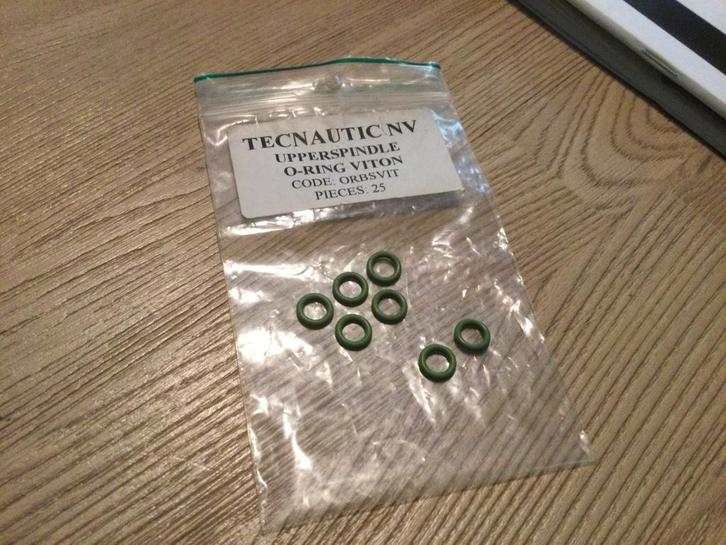 TECNAUTIC NV
UPPERSPINDLE
O-RING VITON
CODE: ORBSVIT
PIECES: 25